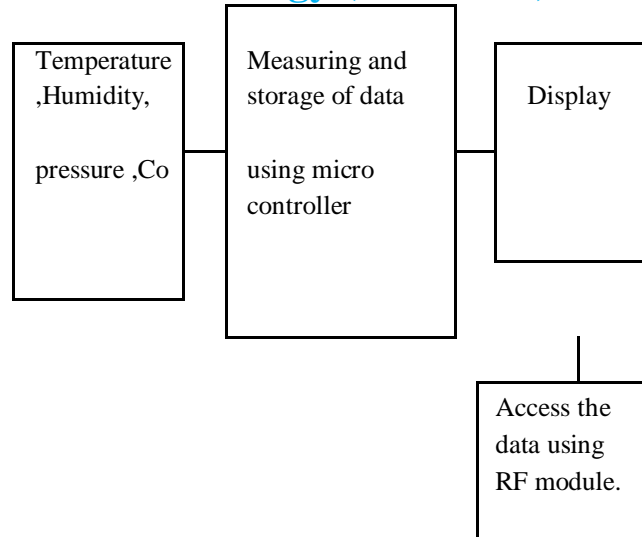 Temperature
,Humidity,
pressure ,Co
Measuring and
storage of data
using micro
controller
Display
Access the
data using
RF module.